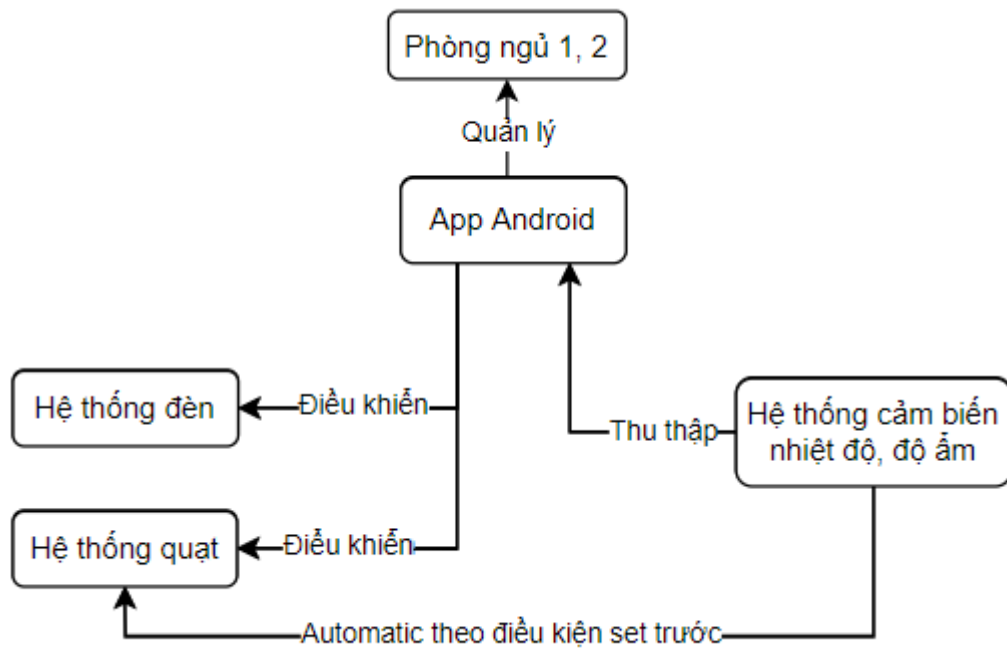 Phòng ngủ 1, 2
Quản lý
App Android
Hệ thống đèn
Điều khiển
Thu thập
Hệ thống cảm biến
nhiệt độ, độ ẩm
Hệ thống quạt
Điều khiển
Automatic theo điều kiện set trước